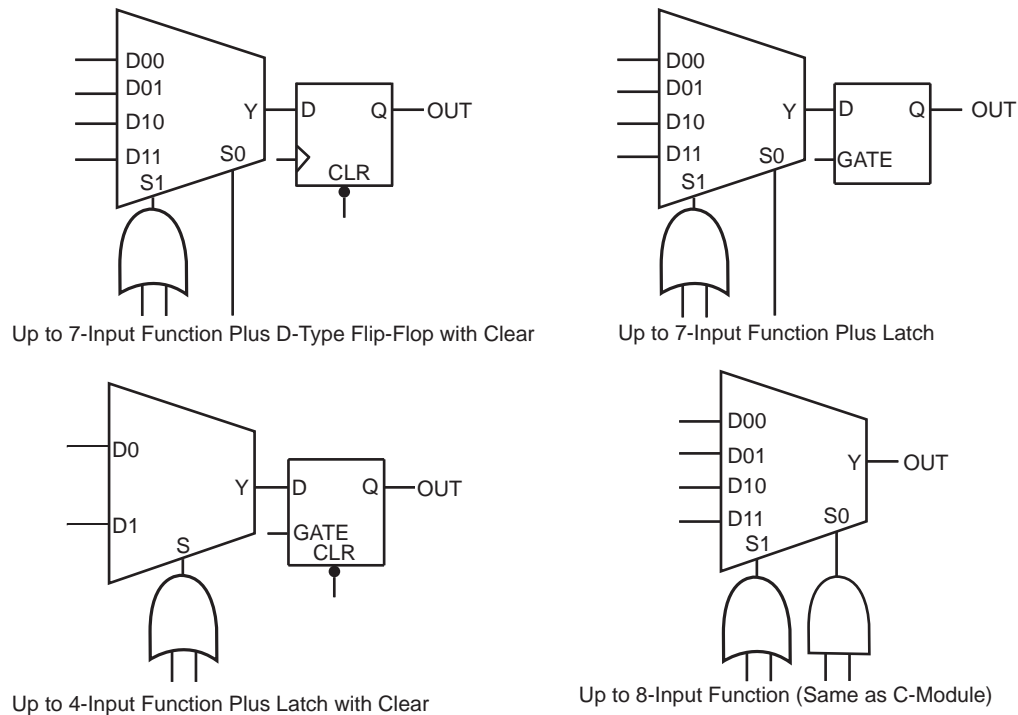 D00
D01
D10
D11
S1
S0
Y
D
Q
OUT
CLR
Up to 7-Input Function Plus D-Type Flip-Flop with Clear
D00
D01
D10
D11
S1
S0
Y
D
Q
OUT
GATE
Up to 7-Input Function Plus Latch
D0
D1
S
Y
D
Q
OUT
GATE
CLR
Up to 4-Input Function Plus Latch with Clear
D00
D01
D10
D11
S1
S0
Y
OUT
Up to 8-Input Function (Same as C-Module)